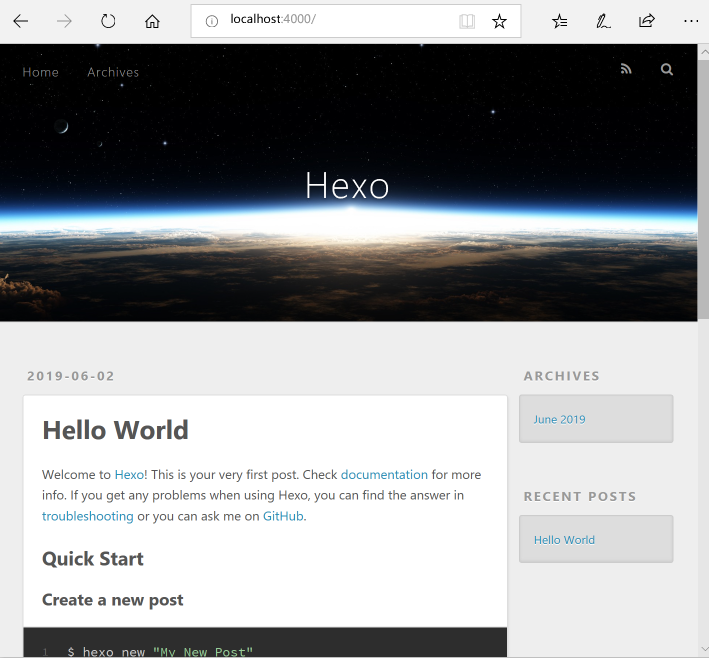 localhost:4000/
Home Archives
Hexo
2019-06-02
Hello World
Welcome to Hexo! This is your very first post. Check documentation for more
info. If you get any problems when using Hexo, you can find the answer in
troubleshooting or you can ask me on GitHub.
Quick Start
Create a new post
1 $ hexo new "My New Post"
ARCHIVES
June 2019
RECENT POSTS
Hello World